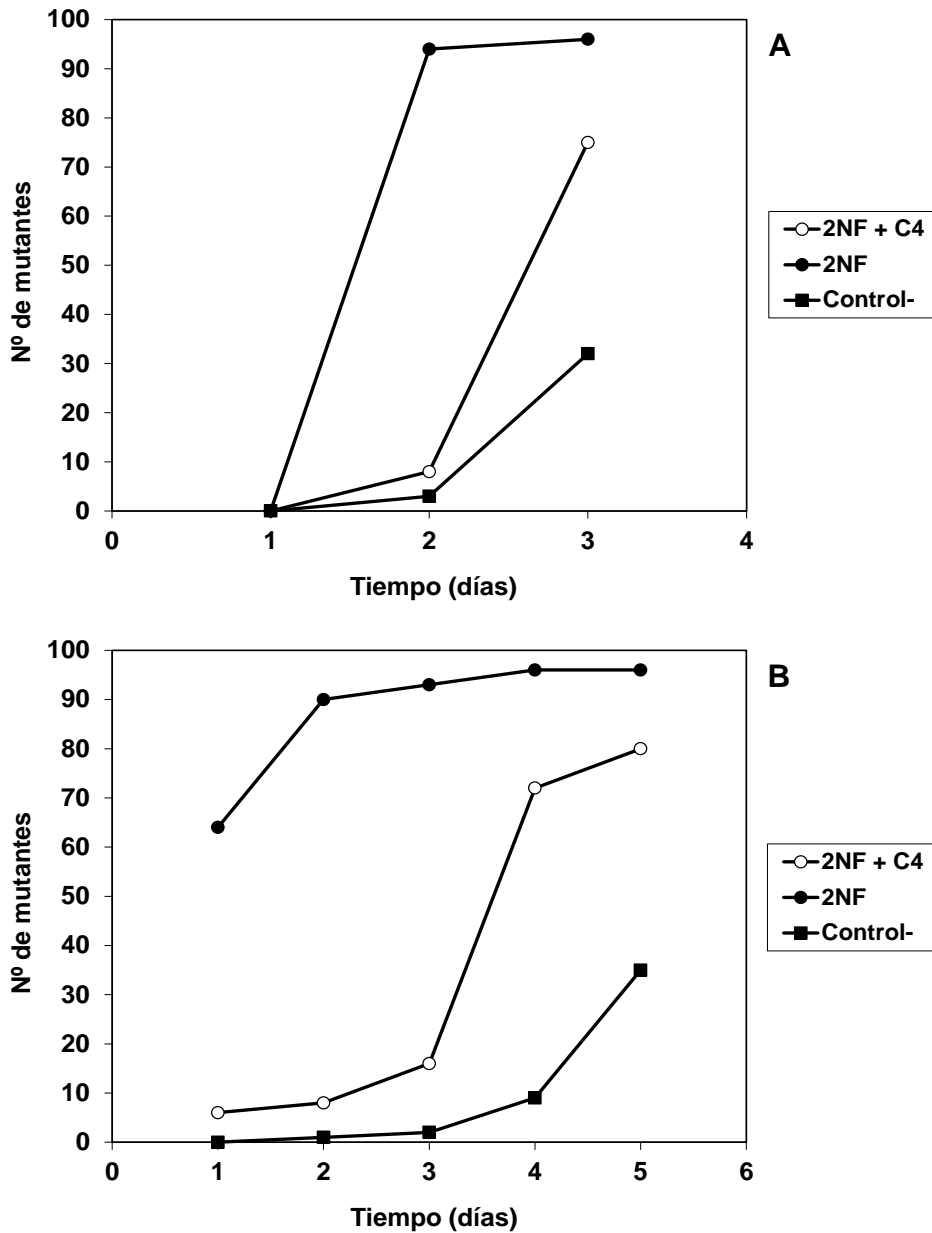 100
90
80
70
60
50
40
30
20
10
0
Nº de mutantes
0 1 2 3 4
Tiempo (días)
A
2NF + C4
2NF
Control-
100
90
80
70
60
50
40
30
20
10
0
Nº de mutantes
0 1 2 3 4 5 6
Tiempo (días)
B
2NF + C4
2NF
Control-